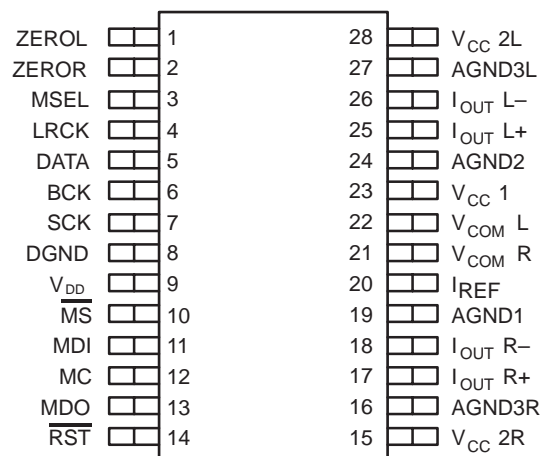 ZEROL 1 28 VCC 2L
ZEROR 2 27 AGND3L
MSEL 3 26 IOUT L–
LRCK 4 25 IOUT L+
DATA 5 24 AGND2
BCK 6 23 VCC 1
SCK 7 22 VCOM L
DGND 8 21 VCOM R
VDD 9 20 IREF
M̅S̅ 10 19 AGND1
MDI 11 18 IOUT R–
MC 12 17 IOUT R+
MDO 13 16 AGND3R
R̅S̅T̅ 14 15 VCC 2R